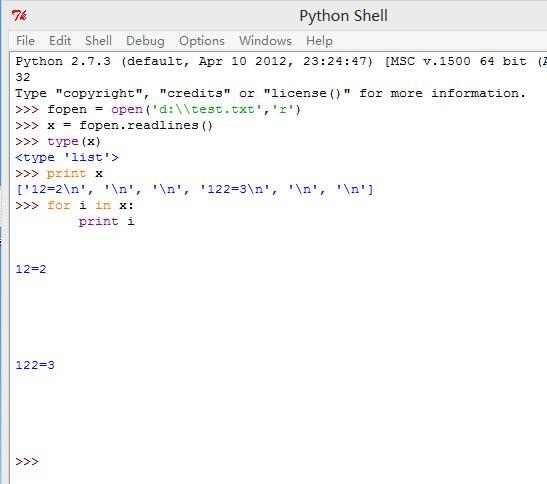 Python Shell
File Edit Shell Debug Options Windows Help
Python 2.7.3 (default, Apr 10 2012, 23:24:47) [MSC v.1500 64 bit (
32
Type "copyright", "credits" or "license()" for more information.
>>> fopen = open('d:\\test.txt','r')
>>> x = fopen.readlines()
>>> type(x)
<type 'list'>
>>> print x
['12=2\n', '\n', '\n', '122=3\n', '\n', '\n']
>>> for i in x:
        print i
12=2
122=3
>>>